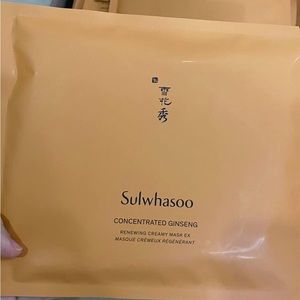 雪花秀
Sulwhasoo
CONCENTRATED GINSENG
RENEWING CREAMY MASK EX
MASQUE CRÉMEUX RÉGÉNÉRANT